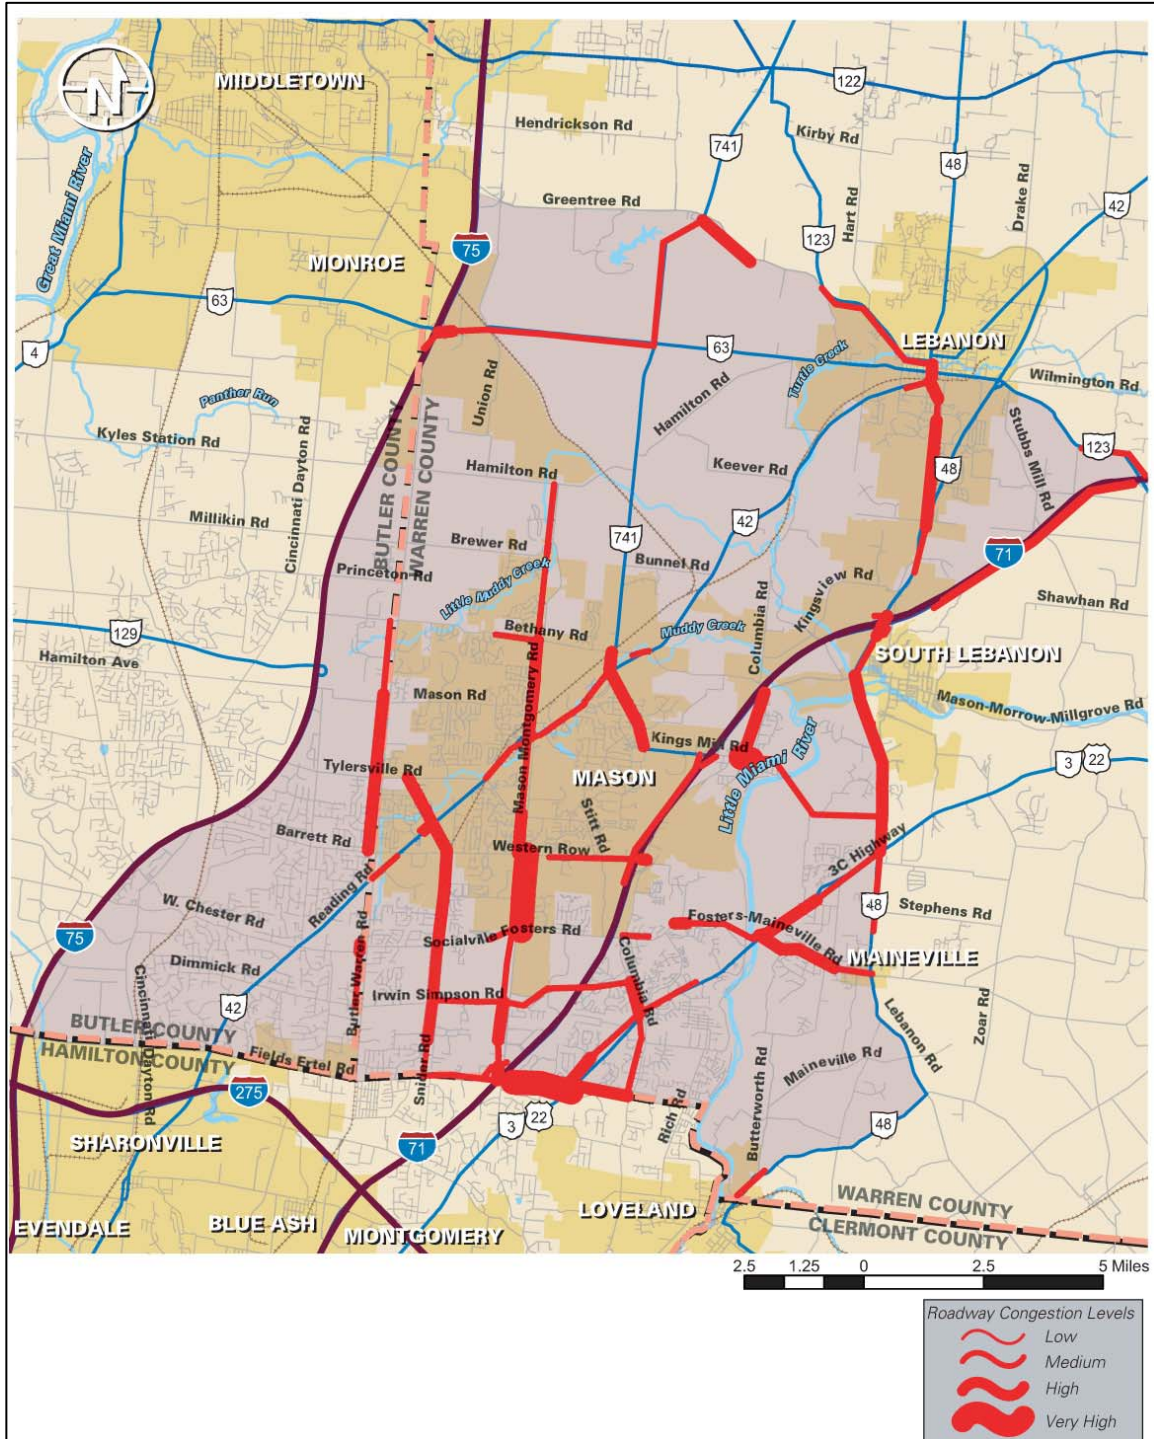 MIDDLETOWN
122
Hendrickson Rd
Kirby Rd
N
741
48
Great Miami River
Greentree Rd
Hart Rd
Drake Rd
42
123
75
MONROE
63
4
63
LEBANON
Turtle Creek
Wilmington Rd
Union Rd
Panther Run
Hamilton Rd
Stubbs Mill Rd
Kyles Station Rd
Cincinnati Dayton Rd
BUTLER COUNTY
WARREN COUNTY
Hamilton Rd
Keever Rd
48
123
Millikin Rd
42
Brewer Rd
741
Bunnel Rd
71
Princeton Rd
Little Muddy Creek
Kingsview Rd
Columbia Rd
Shawhan Rd
129
Bethany Rd
Muddy Creek
Hamilton Ave
SOUTH LEBANON
Mason Rd
Mason Montgomery Rd
Mason-Morrow-Millgrove Rd
Kings Mill Rd
Little Miami River
Tylersville Rd
MASON
3
22
Stitt Rd
Barrett Rd
Western Row
3C Highway
Reading Rd
W. Chester Rd
48
Stephens Rd
75
Socialville Fosters Rd
Fosters-Maineville Rd
MAINEVILLE
Dimmick Rd
Butler Warren Rd
Columbia Rd
Cincinnati Dayton Rd
42
Irwin Simpson Rd
Lebanon Rd
Zoar Rd
BUTLER COUNTY
HAMILTON COUNTY
Fields Ertel Rd
Snider Rd
Maineville Rd
Butterworth Rd
275
3
22
Rich Rd
48
SHARONVILLE
71
EVENDALE
BLUE ASH
MONTGOMERY
LOVELAND
WARREN COUNTY
CLERMONT COUNTY
2.5 1.25 0 2.5 5 Miles
Roadway Congestion Levels
Low
Medium
High
Very High